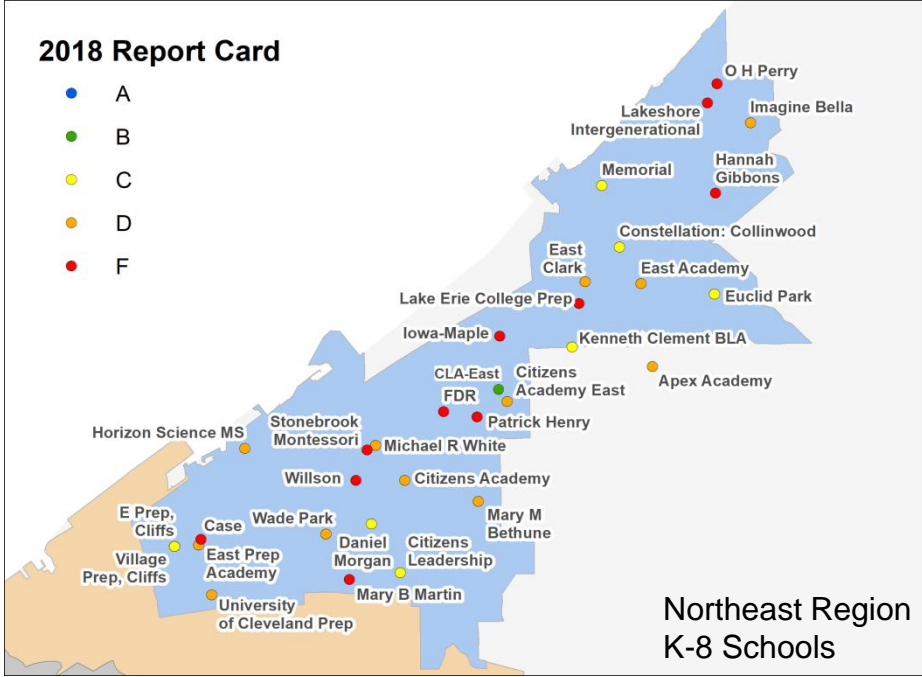 2018 Report Card
A
B
C
D
F
O H Perry
Lakeshore
Intergenerational
Imagine Bella
Memorial
Hannah
Gibbons
Constellation: Collinwood
East
Clark
East Academy
Lake Erie College Prep
Euclid Park
Iowa-Maple
Kenneth Clement BLA
CLA-East
Citizens
Academy East
Apex Academy
FDR
Patrick Henry
Horizon Science MS
Stonebrook
Montessori
Michael R White
Willson
Citizens Academy
E Prep,
Cliffs
Case
Wade Park
Mary M
Bethune
Village
Prep, Cliffs
East Prep
Academy
Daniel
Morgan
Citizens
Leadership
University
of Cleveland Prep
Mary B Martin
Northeast Region
K-8 Schools